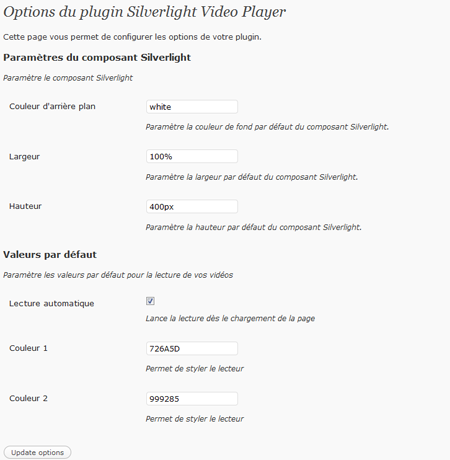 Options du plugin Silverlight Video Player
Cette page vous permet de configurer les options de votre plugin.
Paramètres du composant Silverlight
Paramètre le composant Silverlight
Couleur d'arrière plan
white
Paramètre la couleur de fond par défaut du composant Silverlight.
Largeur
100%
Paramètre la largeur par défaut du composant Silverlight.
Hauteur
400px
Paramètre la hauteur par défaut du composant Silverlight.
Valeurs par défaut
Paramètre les valeurs par défaut pour la lecture de vos vidéos
Lecture automatique
Lance la lecture dès le chargement de la page
Couleur 1
726A5D
Permet de styler le lecteur
Couleur 2
999285
Permet de styler le lecteur
Update options